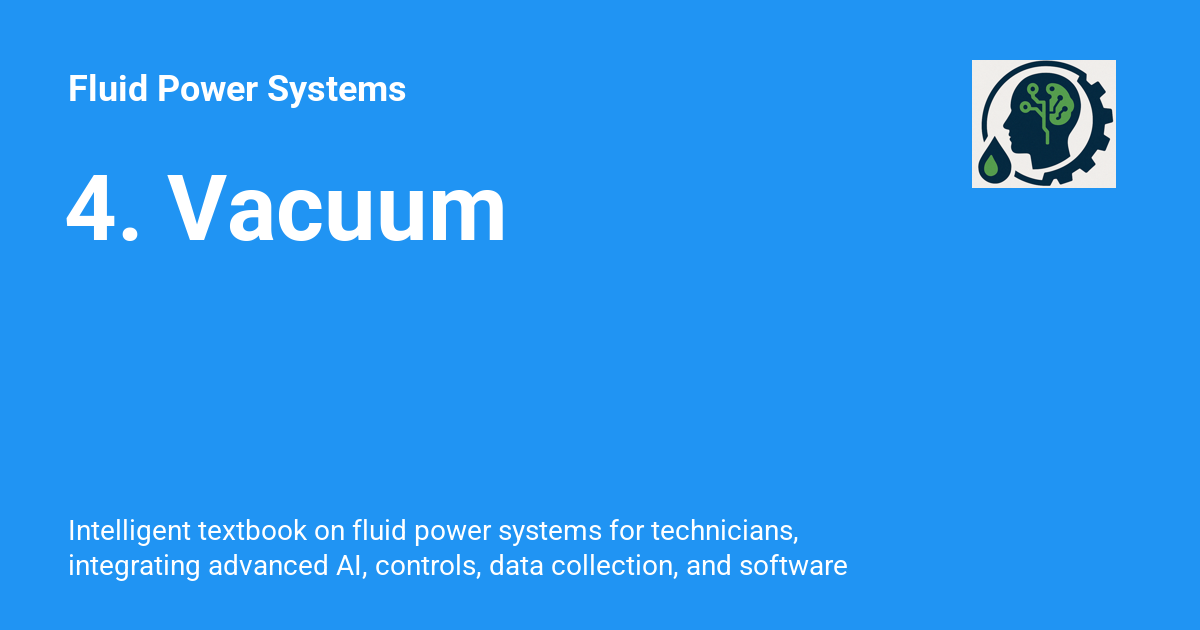 Fluid Power Systems
4. Vacuum
Intelligent textbook on fluid power systems for technicians,
integrating advanced AI, controls, data collection, and software